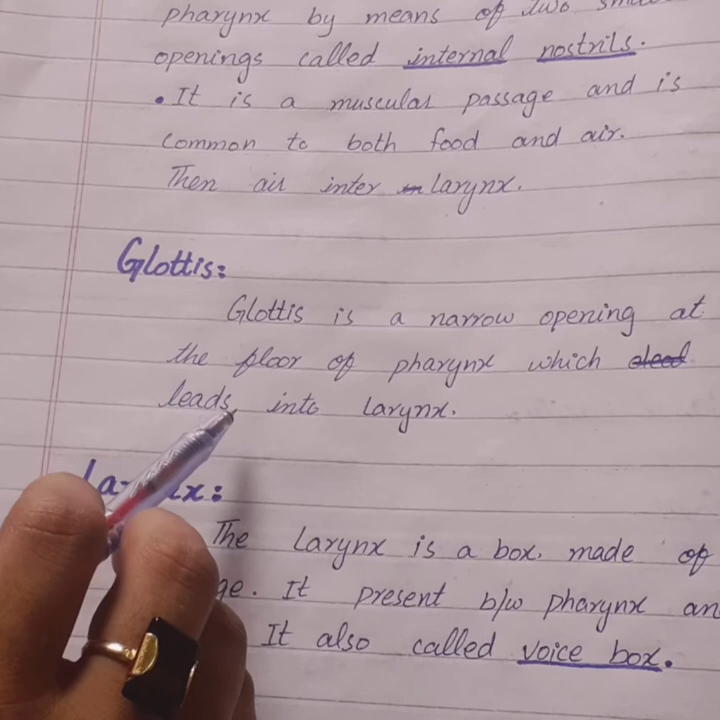 pharynx by means of two small
openings called internal nostrils.
• It is a muscular passage and is
common to both food and air.
Then air inter larynx.
Glottis:
Glottis is a narrow opening at
the floor of pharynx which
leads into larynx.
The Larynx is a box made of
It present b/w pharynx
It also called voice box.